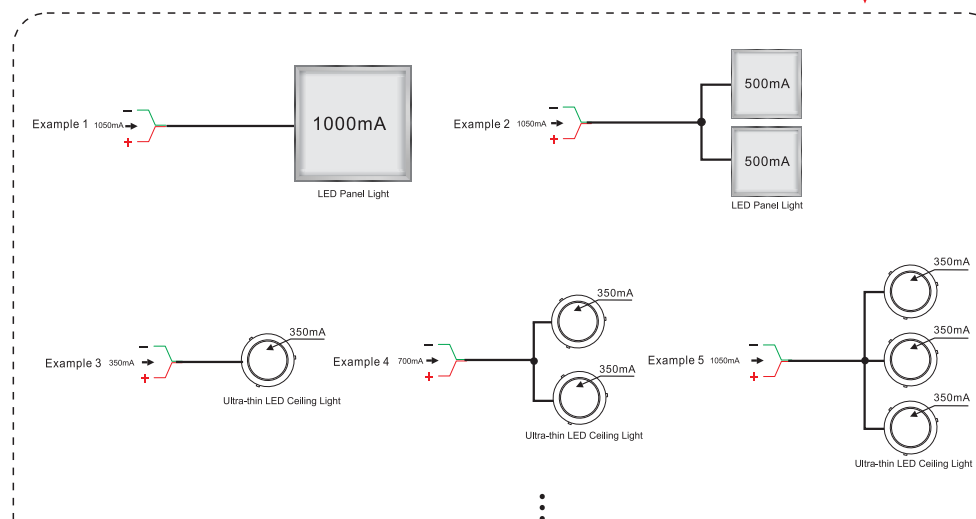 Example 1 1050mA
−
+
1000mA
LED Panel Light
Example 2 1050mA
−
+
500mA
500mA
LED Panel Light
Example 3 350mA
−
+
350mA
Ultra-thin LED Ceiling Light
Example 4 700mA
−
+
350mA
350mA
Ultra-thin LED Ceiling Light
Example 5 1050mA
−
+
350mA
350mA
350mA
Ultra-thin LED Ceiling Light